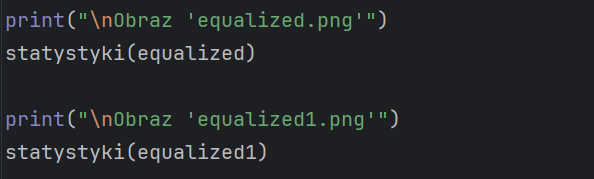 print("\nObraz 'equalized.png'")
statystyki(equalized)
print("\nObraz 'equalized1.png'")
statystyki(equalized1)